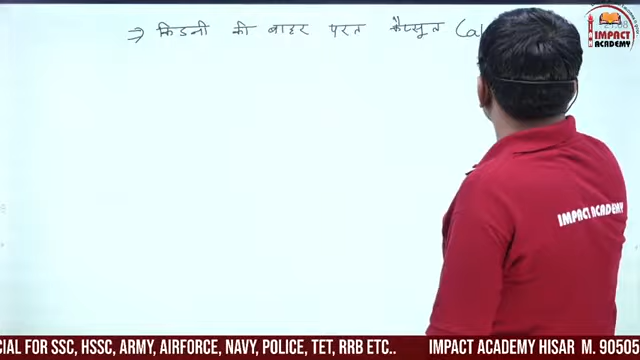 ⇒ किडनी की बाहर परत कैप्सूल (
IMPACT
ACADEMY
IMPACT ACADEMY
CIAL FOR SSC, HSSC, ARMY, AIRFORCE, NAVY, POLICE, TET, RRB ETC.. IMPACT ACADEMY HISAR M. 90505